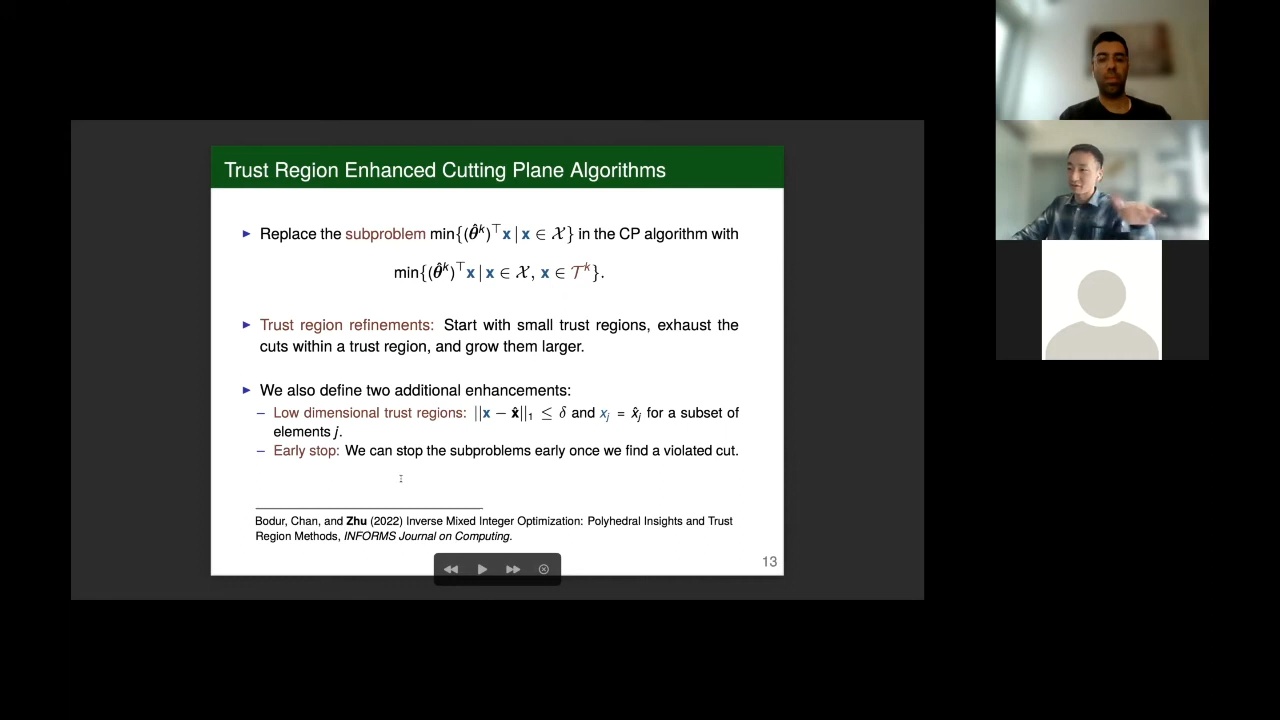 Trust Region Enhanced Cutting Plane Algorithms
▶ Replace the subproblem min{(θ̂ᵏ)ᵀx | x ∈ 𝒳} in the CP algorithm with
min{(θ̂ᵏ)ᵀx | x ∈ 𝒳, x ∈ 𝒯ᵏ}.
▶ Trust region refinements: Start with small trust regions, exhaust the
cuts within a trust region, and grow them larger.
▶ We also define two additional enhancements:
– Low dimensional trust regions: ||x − x̂||₁ ≤ δ and xⱼ = x̂ⱼ for a subset of
elements j.
– Early stop: We can stop the subproblems early once we find a violated cut.
Bodur, Chan, and Zhu (2022) Inverse Mixed Integer Optimization: Polyhedral Insights and Trust
Region Methods, INFORMS Journal on Computing.
13